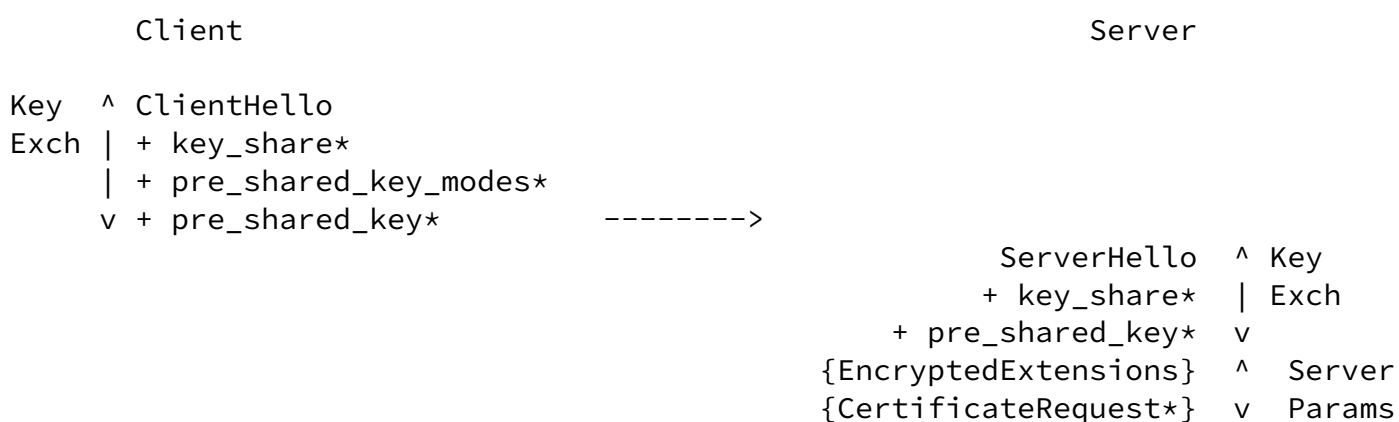 Client                                           Server

Key  ^ ClientHello
Exch | + key_share*
     | + pre_shared_key_modes*
     v + pre_shared_key*         -------->
                                                      ServerHello  ^ Key
                                                     + key_share*  | Exch
                                                + pre_shared_key*  v
                                            {EncryptedExtensions}  ^  Server
                                            {CertificateRequest*}  v  Params